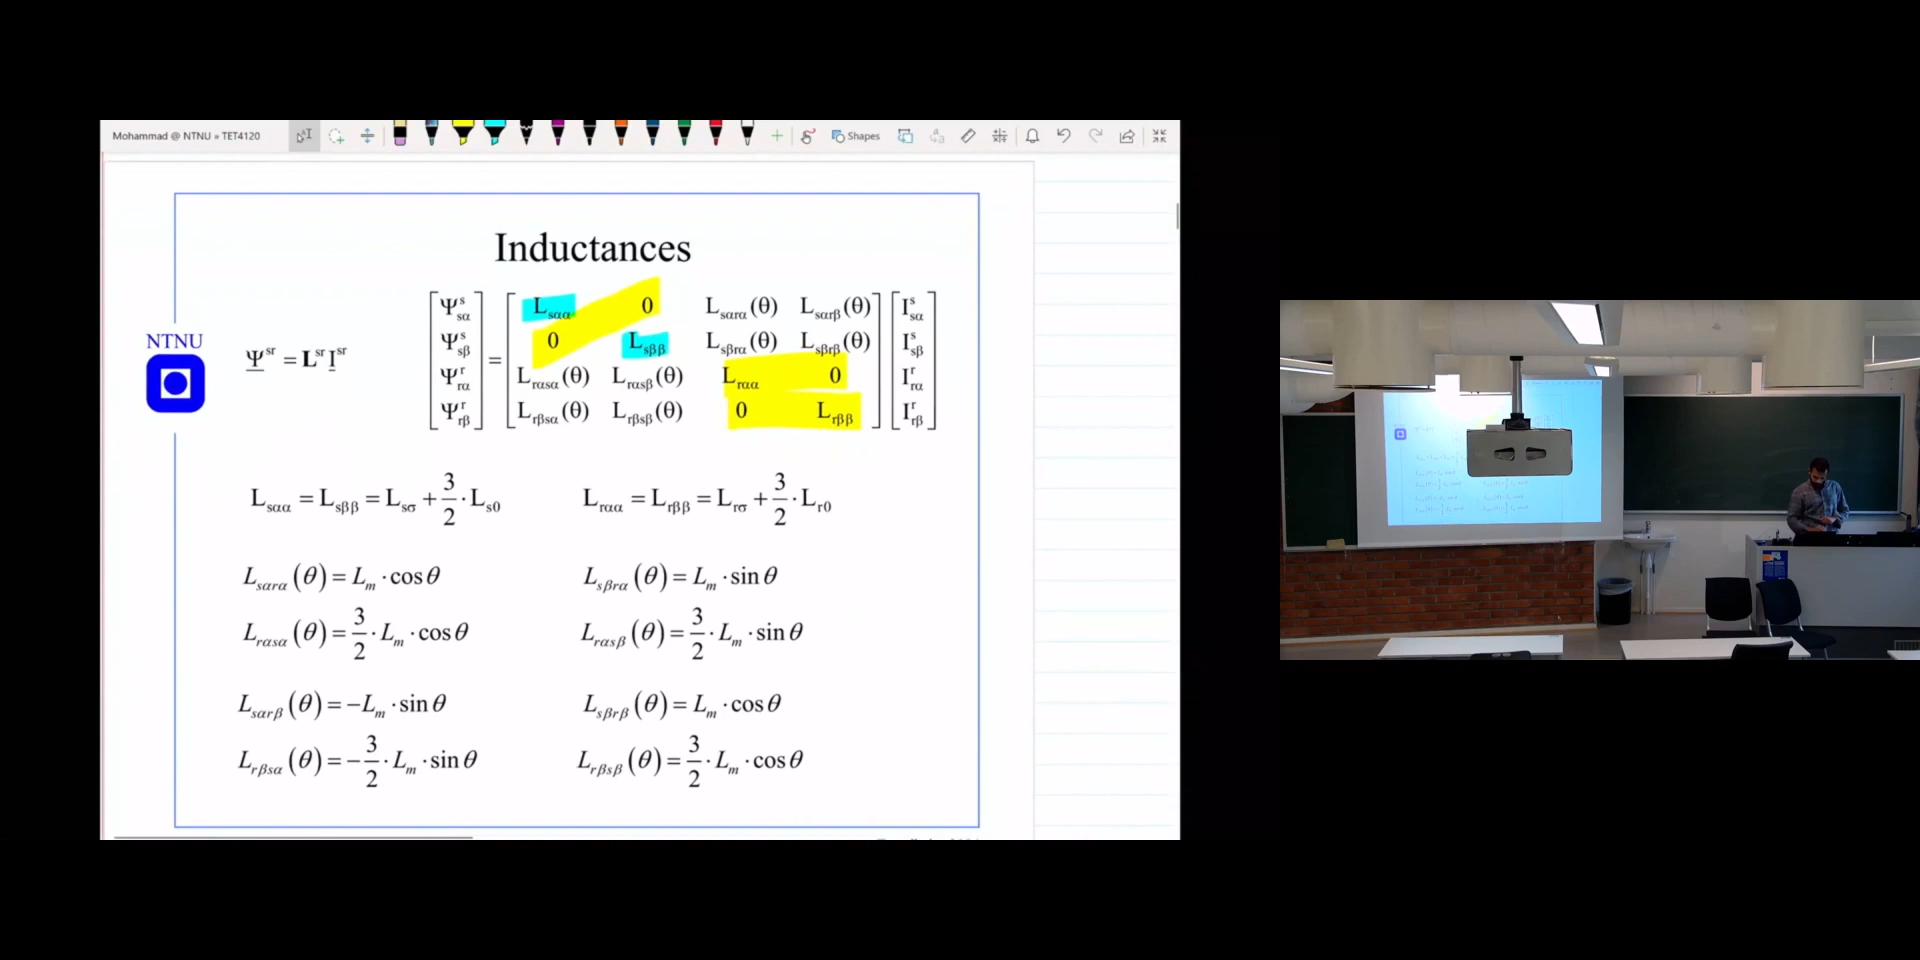 Mohammad @ NTNU » TET4120
Shapes
Inductances
NTNU
Ψ^sr = L^sr I^sr
[Ψ^s_sα] [L_sαα 0 L_sαrα(θ) L_sαrβ(θ)] [I^s_sα]
[Ψ^s_sβ] = [0 L_sββ L_sβrα(θ) L_sβrβ(θ)] [I^s_sβ]
[Ψ^r_rα] [L_rαsα(θ) L_rαsβ(θ) L_rαα 0] [I^r_rα]
[Ψ^r_rβ] [L_rβsα(θ) L_rβsβ(θ) 0 L_rββ] [I^r_rβ]
L_sαα = L_sββ = L_sσ + 3/2 · L_s0
L_rαα = L_rββ = L_rσ + 3/2 · L_r0
L_sαrα(θ) = L_m · cosθ
L_sβrα(θ) = L_m · sinθ
L_rαsα(θ) = 3/2 · L_m · cosθ
L_rαsβ(θ) = 3/2 · L_m · sinθ
L_sαrβ(θ) = −L_m · sinθ
L_sβrβ(θ) = L_m · cosθ
L_rβsα(θ) = −3/2 · L_m · sinθ
L_rβsβ(θ) = 3/2 · L_m · cosθ